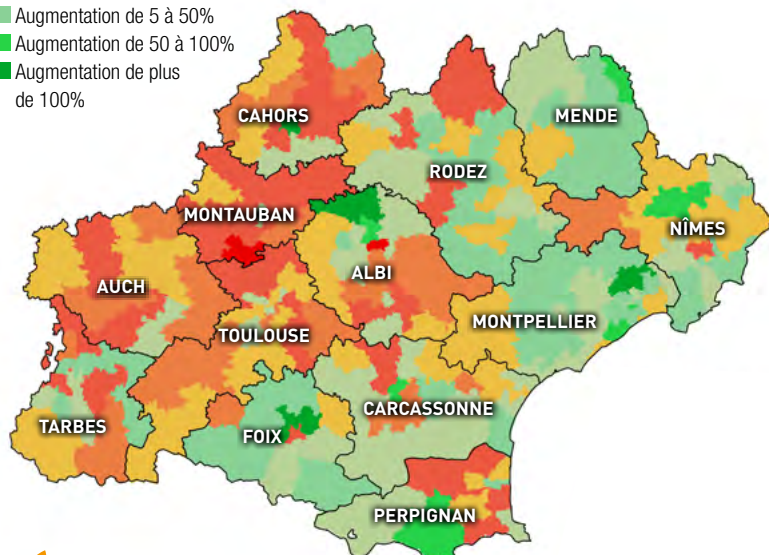 Augmentation de 5 à 50%
Augmentation de 50 à 100%
Augmentation de plus
de 100%
CAHORS
MENDE
RODEZ
MONTAUBAN
NÎMES
ALBI
AUCH
MONTPELLIER
TOULOUSE
CARCASSONNE
TARBES
FOIX
PERPIGNAN